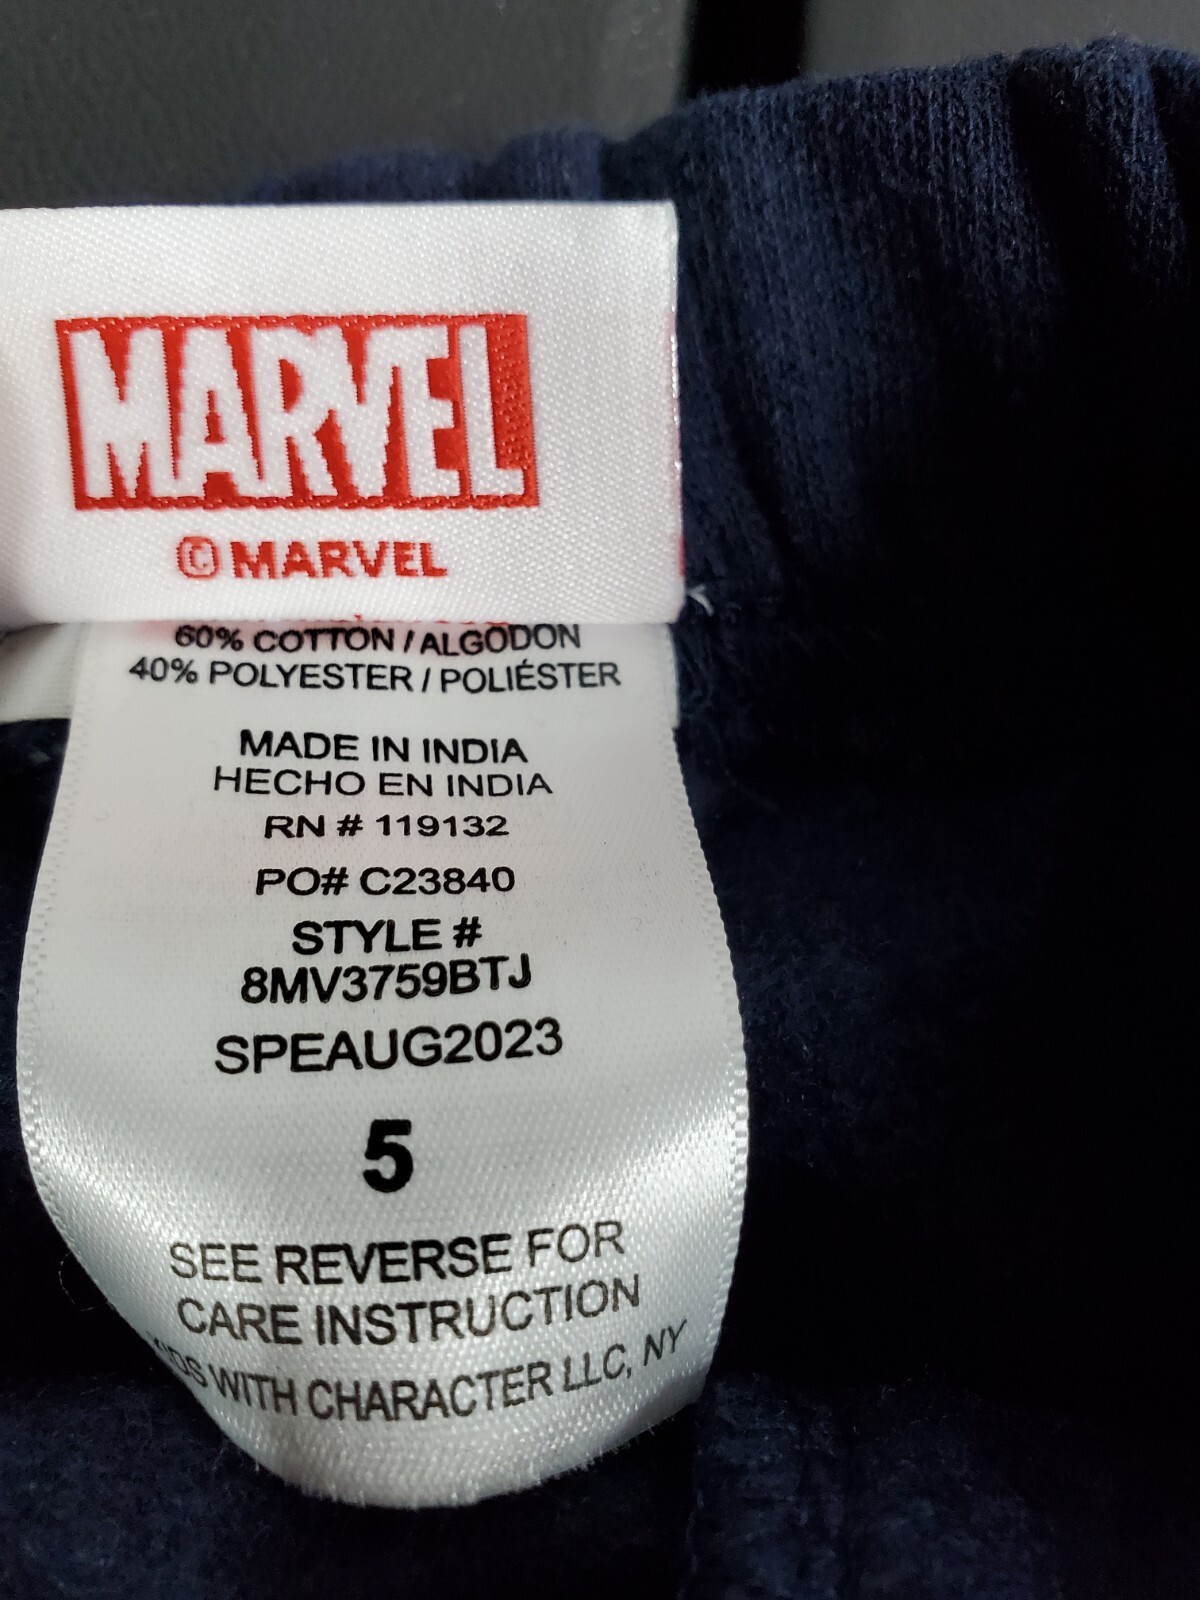 MARVEL
© MARVEL
60% COTTON / ALGODON
40% POLYESTER / POLIÉSTER
MADE IN INDIA
HECHO EN INDIA
RN # 119132
PO# C23840
STYLE #
8MV3759BTJ
SPEAUG2023
5
SEE REVERSE FOR
CARE INSTRUCTION
KIDS WITH CHARACTER LLC, NY